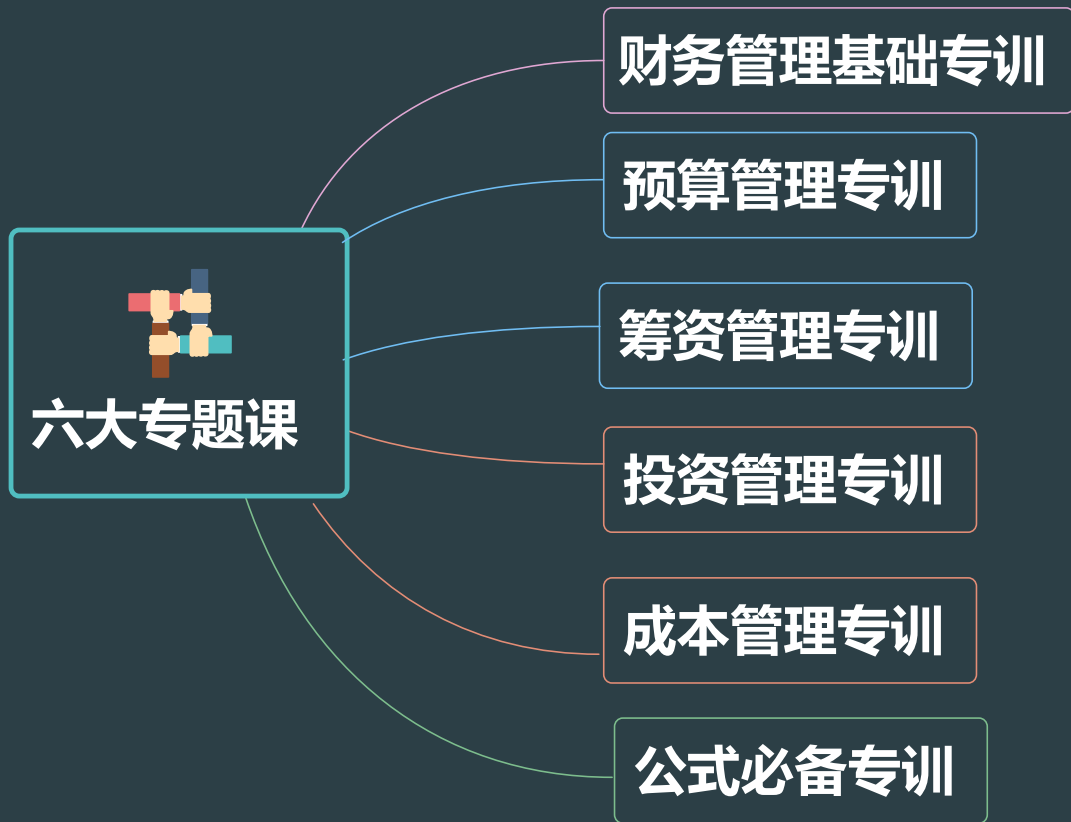 财务管理基础专训
预算管理专训
筹资管理专训
六大专题课
投资管理专训
成本管理专训
公式必备专训